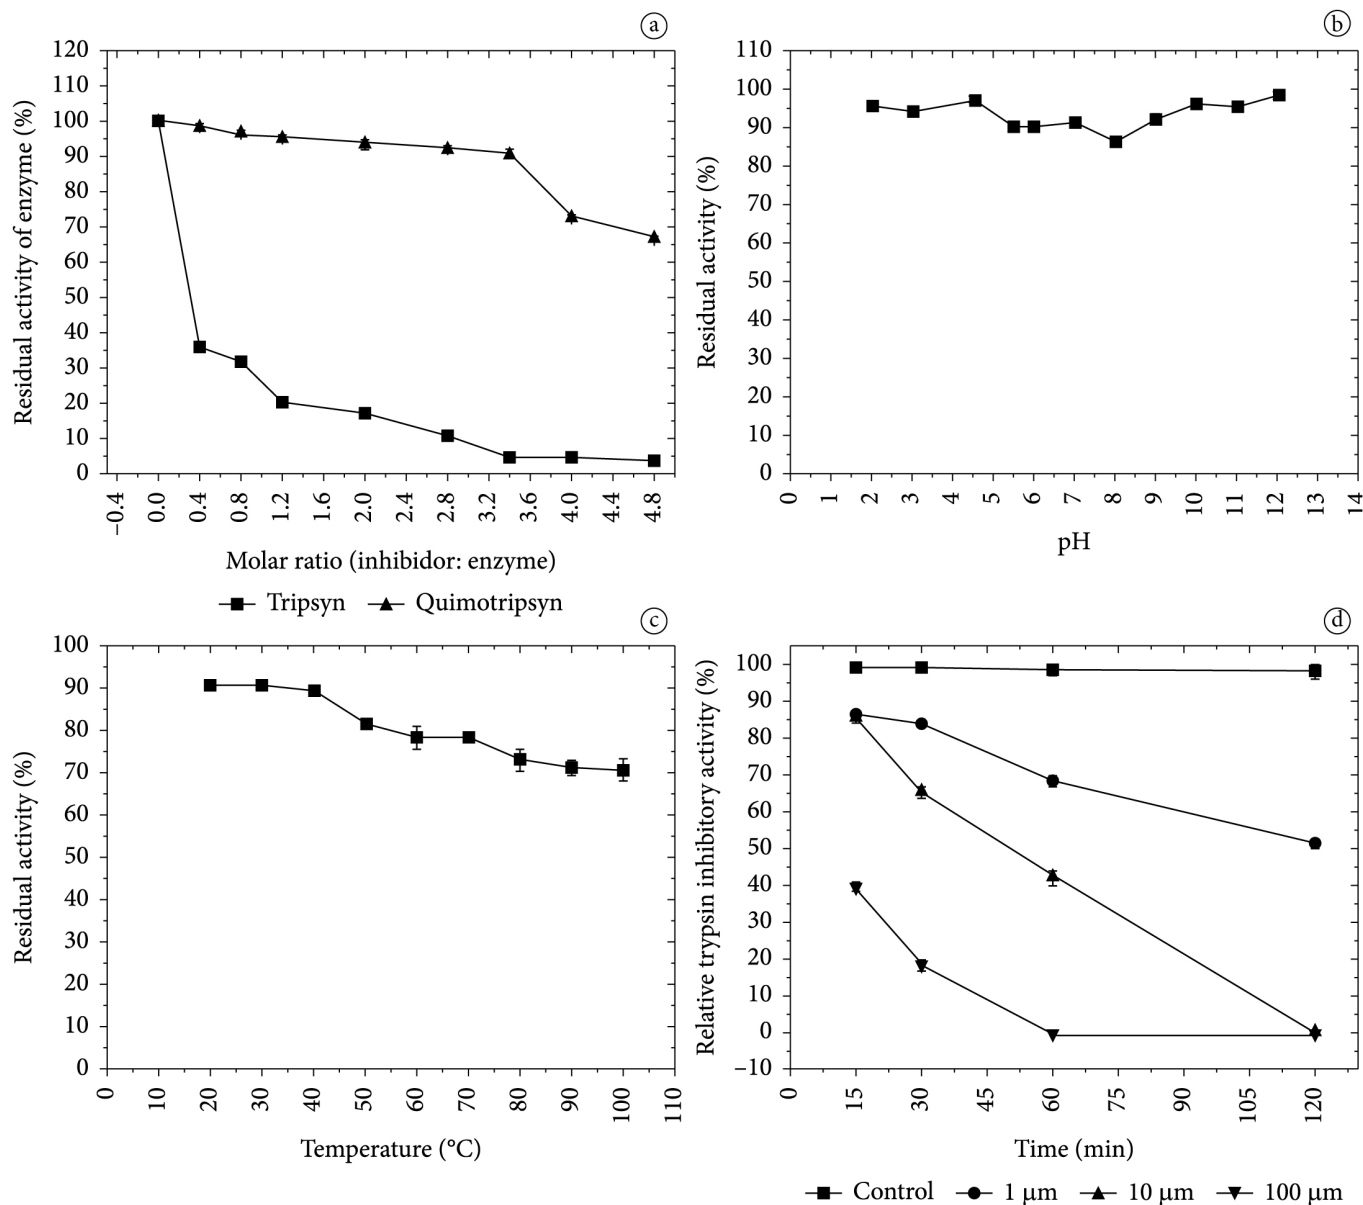 a
120
110
100
90
80
70
60
50
40
30
20
10
0
Residual activity of enzyme (%)
−0.4 0.0 0.4 0.8 1.2 1.6 2.0 2.4 2.8 3.2 3.6 4.0 4.4 4.8
Molar ratio (inhibidor: enzyme)
Tripsyn Quimotripsyn
b
110
100
90
80
70
60
50
40
30
20
10
0
Residual activity (%)
0 1 2 3 4 5 6 7 8 9 10 11 12 13 14
pH
c
100
90
80
70
60
50
40
30
20
10
0
Residual activity (%)
0 10 20 30 40 50 60 70 80 90 100 110
Temperature (°C)
d
100
90
80
70
60
50
40
30
20
10
0
−10
Relative trypsin inhibitory activity (%)
0 15 30 45 60 75 90 105 120
Time (min)
Control 1 μm 10 μm 100 μm